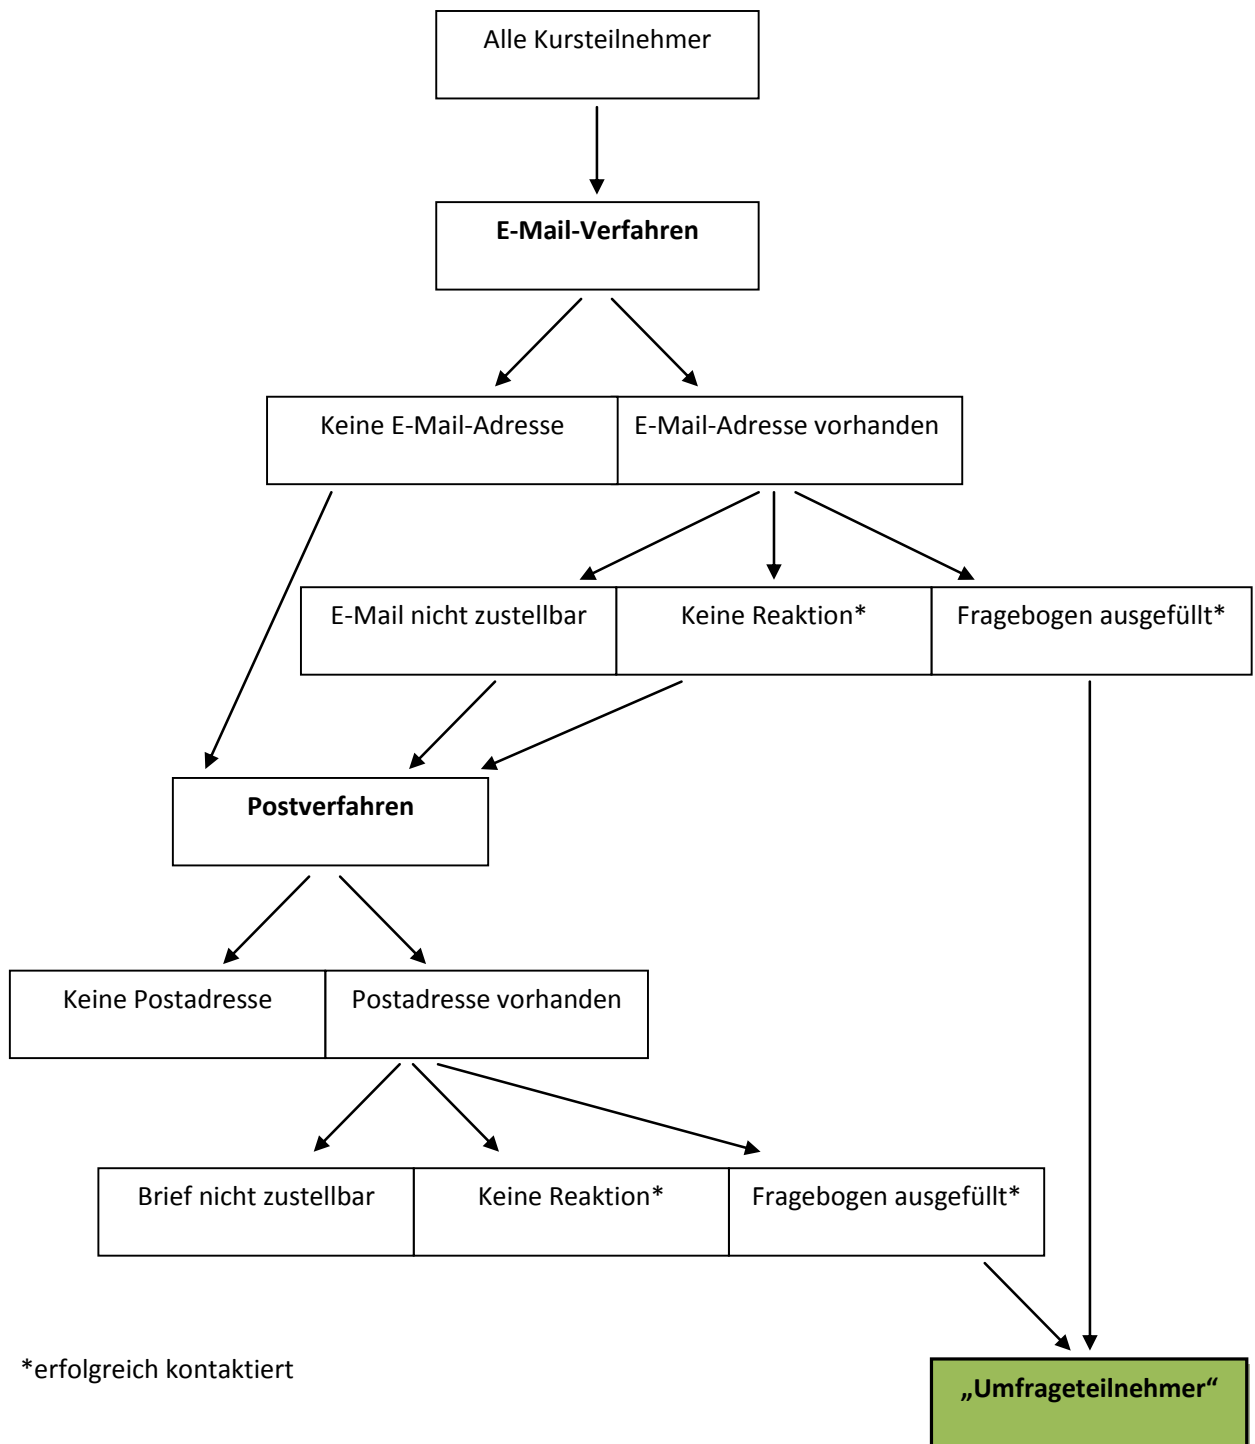 Alle Kursteilnehmer
E-Mail-Verfahren
Keine E-Mail-Adresse
E-Mail-Adresse vorhanden
E-Mail nicht zustellbar
Keine Reaktion*
Fragebogen ausgefüllt*
Postverfahren
Keine Postadresse
Postadresse vorhanden
Brief nicht zustellbar
Keine Reaktion*
Fragebogen ausgefüllt*
*erfolgreich kontaktiert
„Umfrageteilnehmer“